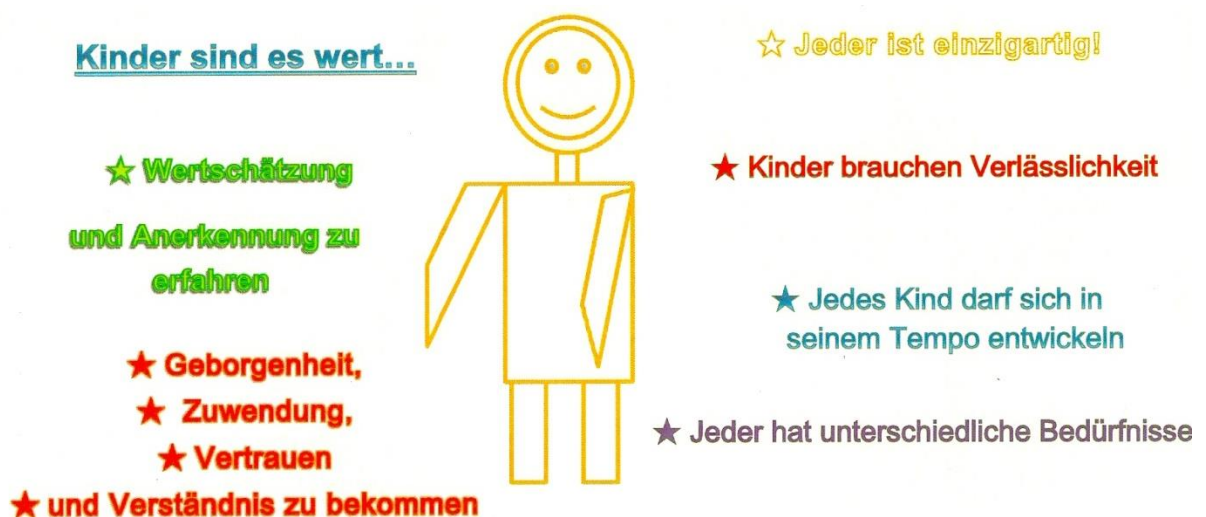 Kinder sind es wert...
★ Wertschätzung
und Anerkennung zu
erfahren
★ Geborgenheit,
★ Zuwendung,
★ Vertrauen
★ und Verständnis zu bekommen
☆ Jeder ist einzigartig!
★ Kinder brauchen Verlässlichkeit
★ Jedes Kind darf sich in
seinem Tempo entwickeln
★ Jeder hat unterschiedliche Bedürfnisse